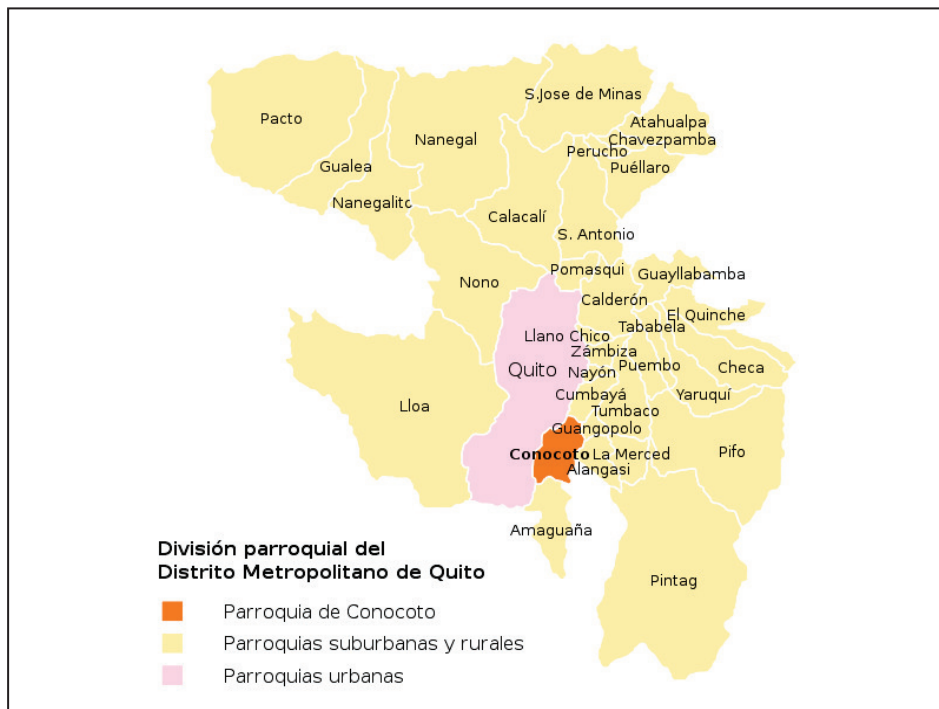 S.Jose de Minas
Pacto
Atahualpa
Nanegal
Chavezpamba
Perucho
Gualea
Puéllaro
Nanegalito
Calacalí
S. Antonio
Pomasqui
Guayllabamba
Nono
Calderón
El Quinche
Tababela
Llano Chico
Zámbiza
Quito
Nayón
Puembo
Checa
Cumbayá
Yaruquí
Lloa
Tumbaco
Guangopolo
Conocoto
La Merced
Pifo
Alangasi
Amaguaña
Pintag
División parroquial del
Distrito Metropolitano de Quito
Parroquia de Conocoto
Parroquias suburbanas y rurales
Parroquias urbanas